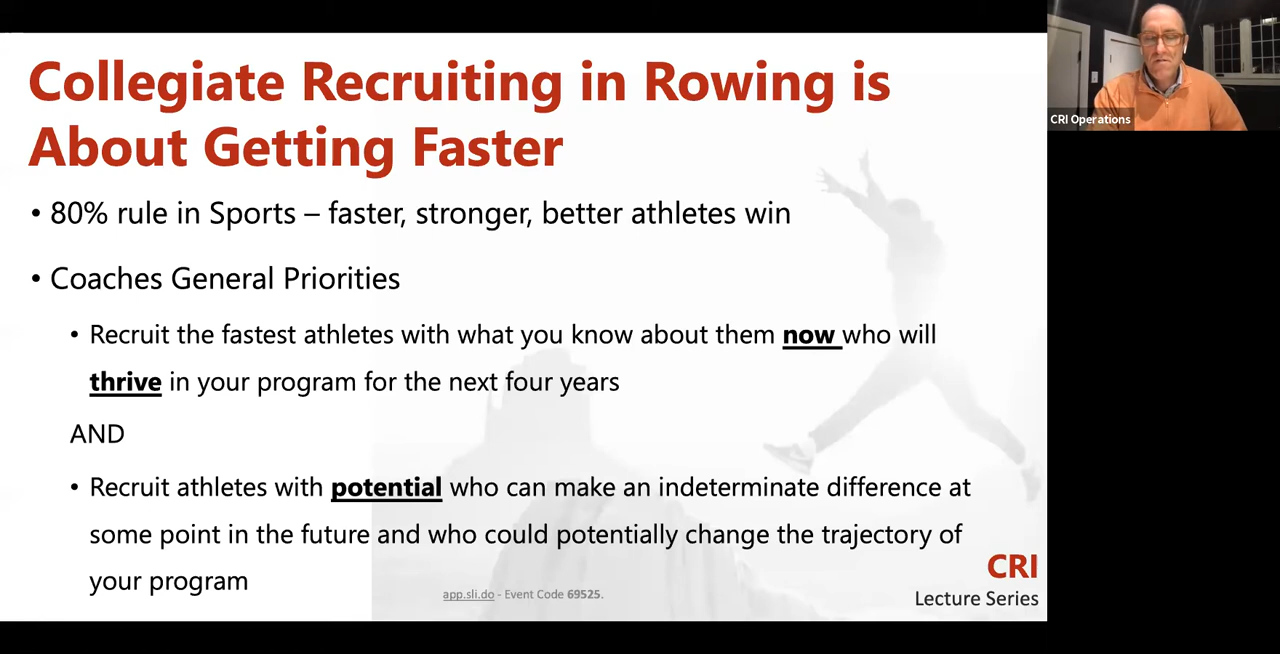 Collegiate Recruiting in Rowing is
About Getting Faster
• 80% rule in Sports – faster, stronger, better athletes win
• Coaches General Priorities
• Recruit the fastest athletes with what you know about them now who will
thrive in your program for the next four years
AND
• Recruit athletes with potential who can make an indeterminate difference at
some point in the future and who could potentially change the trajectory of
your program
app.sli.do - Event Code 69525.
CRI
Lecture Series
CRI Operations